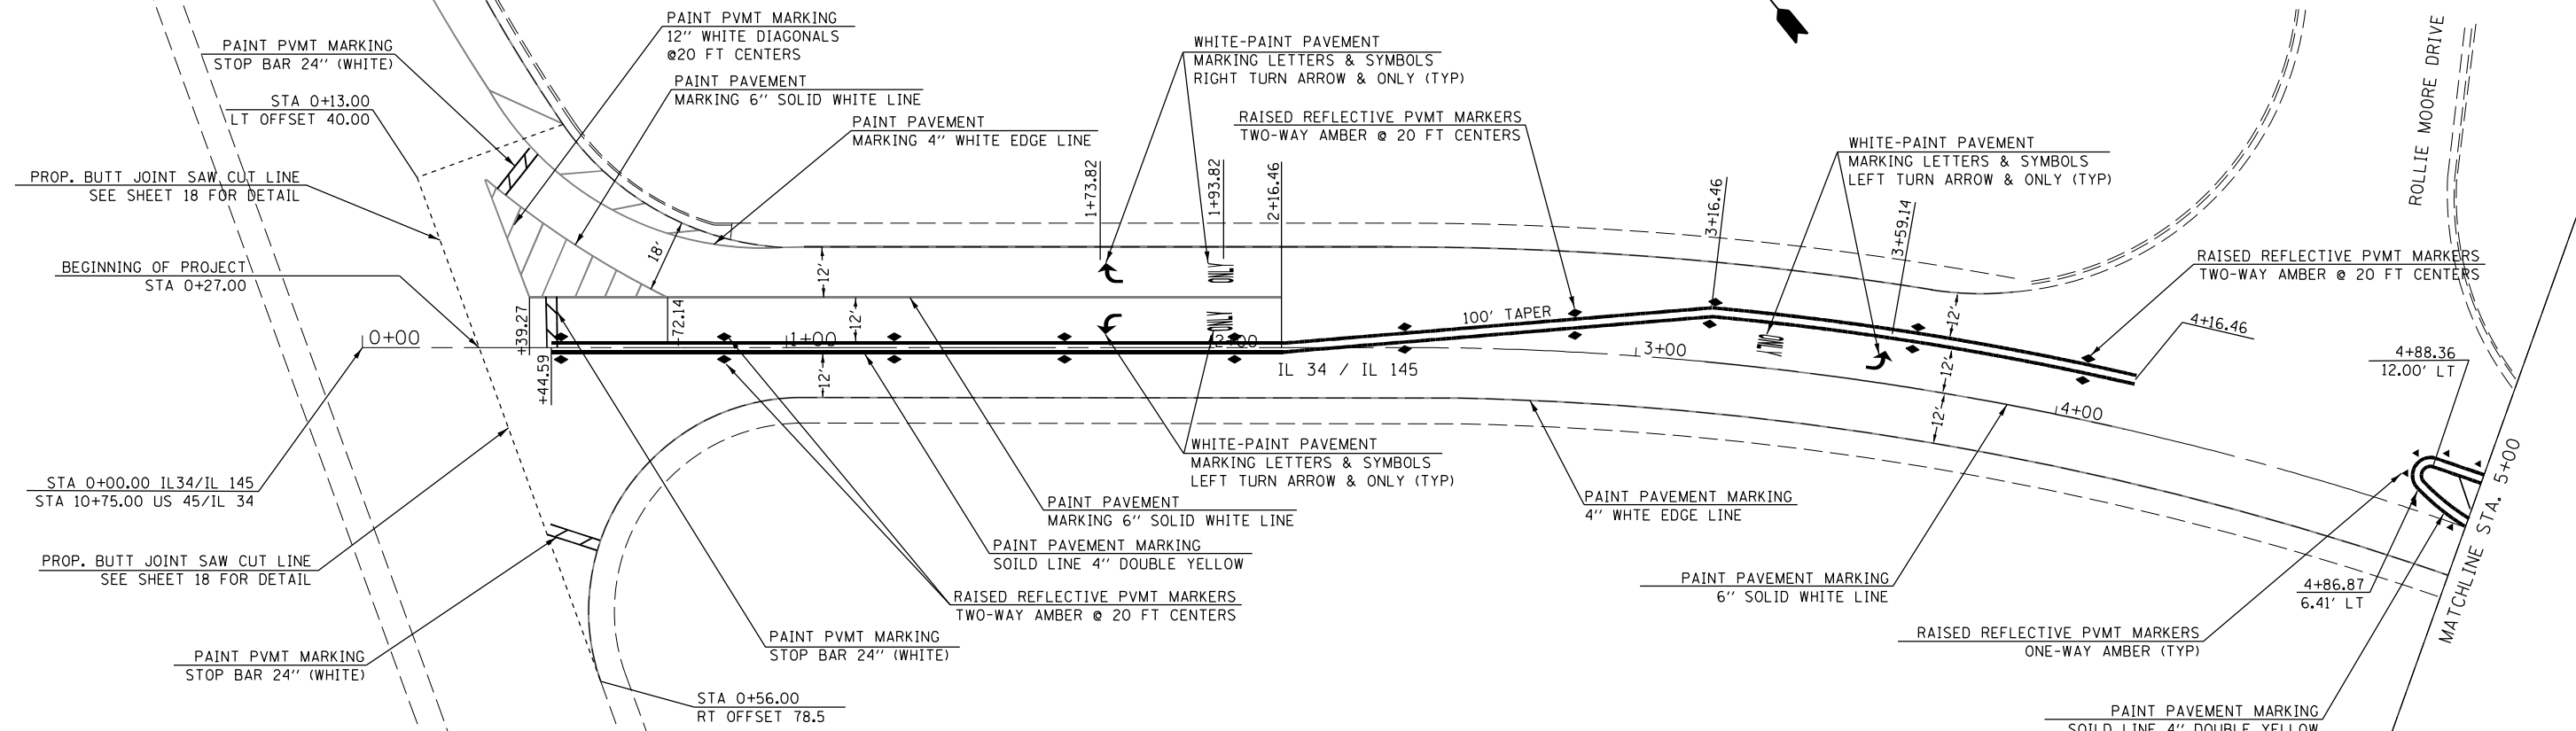 PAINT PVMT MARKING
STOP BAR 24" (WHITE)
STA 0+13.00
LT OFFSET 40.00
PROP. BUTT JOINT SAW CUT LINE
SEE SHEET 18 FOR DETAIL
BEGINNING OF PROJECT
STA 0+27.00
0+00
STA 0+00.00 IL34/IL 145
STA 10+75.00 US 45/IL 34
PROP. BUTT JOINT SAW CUT LINE
SEE SHEET 18 FOR DETAIL
PAINT PVMT MARKING
STOP BAR 24" (WHITE)
PAINT PVMT MARKING
12" WHITE DIAGONALS
@20 FT CENTERS
PAINT PAVEMENT
MARKING 6" SOLID WHITE LINE
PAINT PAVEMENT
MARKING 4" WHITE EDGE LINE
18'
+39.27
+44.59
+72.14
1+00
12'
12'
12'
WHITE-PAINT PAVEMENT
MARKING LETTERS & SYMBOLS
RIGHT TURN ARROW & ONLY (TYP)
1+73.82
1+93.82
2+16.46
ONLY
ONLY
2+00
RAISED REFLECTIVE PVMT MARKERS
TWO-WAY AMBER @ 20 FT CENTERS
100' TAPER
IL 34 / IL 145
WHITE-PAINT PAVEMENT
MARKING LETTERS & SYMBOLS
LEFT TURN ARROW & ONLY (TYP)
PAINT PAVEMENT
MARKING 6" SOLID WHITE LINE
PAINT PAVEMENT MARKING
SOILD LINE 4" DOUBLE YELLOW
RAISED REFLECTIVE PVMT MARKERS
TWO-WAY AMBER @ 20 FT CENTERS
PAINT PVMT MARKING
STOP BAR 24" (WHITE)
STA 0+56.00
RT OFFSET 78.5
WHITE-PAINT PAVEMENT
MARKING LETTERS & SYMBOLS
LEFT TURN ARROW & ONLY (TYP)
3+16.46
3+59.14
3+00
ONLY
12'
12'
12'
4+00
RAISED REFLECTIVE PVMT MARKERS
TWO-WAY AMBER @ 20 FT CENTERS
4+16.46
4+88.36
12.00' LT
PAINT PAVEMENT MARKING
4" WHTE EDGE LINE
PAINT PAVEMENT MARKING
6" SOLID WHITE LINE
4+86.87
6.41' LT
RAISED REFLECTIVE PVMT MARKERS
ONE-WAY AMBER (TYP)
PAINT PAVEMENT MARKING
SOILD LINE 4" DOUBLE YELLOW
ROLLIE MOORE DRIVE
MATCHLINE STA. 5+00